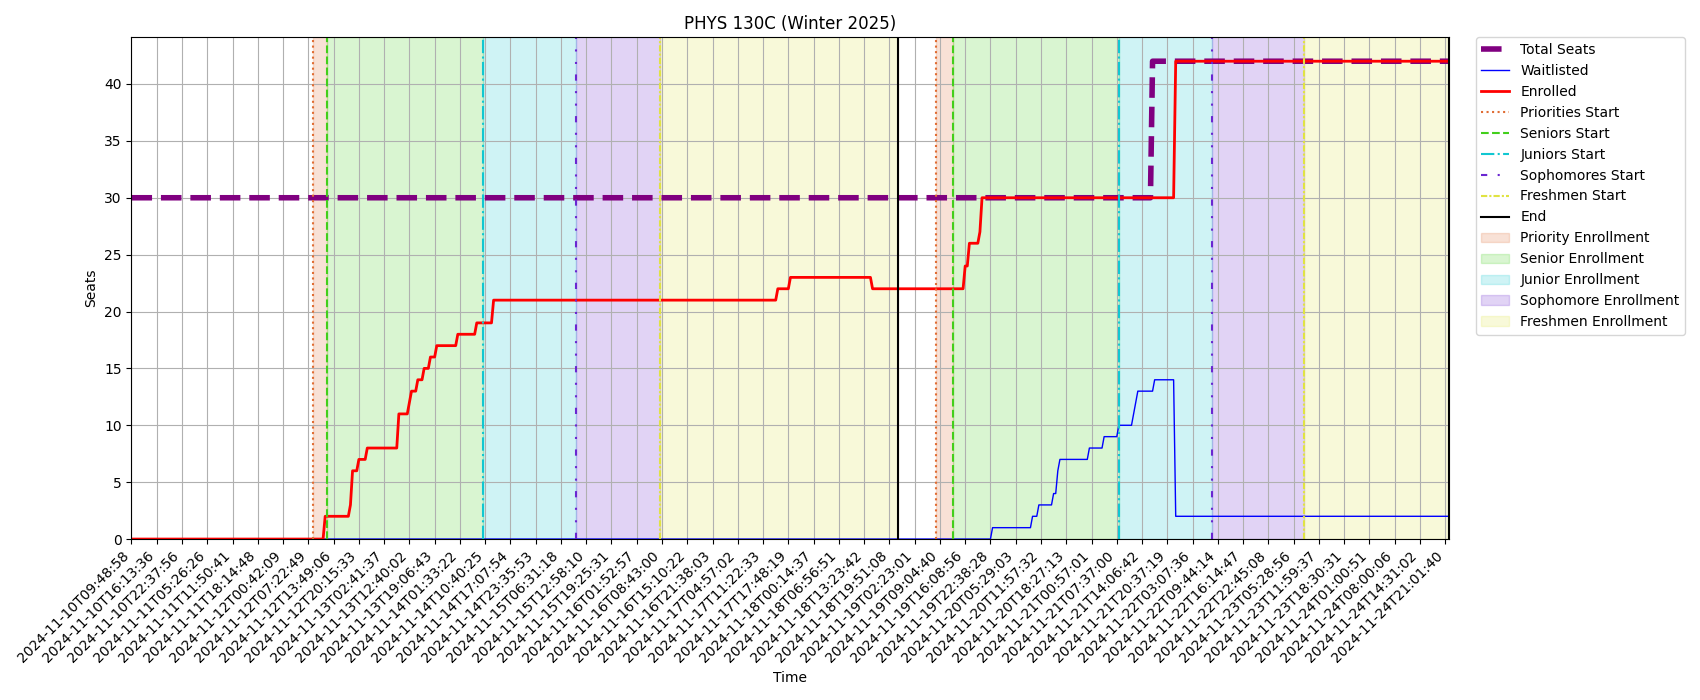 PHYS 130C (Winter 2025)
Seats
40
35
30
25
20
15
10
5
0
2024-11-10T09:48:58
2024-11-10T16:13:36
2024-11-10T22:37:56
2024-11-11T05:26:26
2024-11-11T11:50:41
2024-11-11T18:14:48
2024-11-12T00:42:09
2024-11-12T07:22:49
2024-11-12T13:49:06
2024-11-12T20:15:33
2024-11-13T02:41:37
2024-11-13T12:40:02
2024-11-13T19:06:43
2024-11-14T01:33:22
2024-11-14T10:40:25
2024-11-14T17:07:54
2024-11-14T23:35:53
2024-11-15T06:31:18
2024-11-15T12:58:10
2024-11-15T19:25:31
2024-11-16T01:52:57
2024-11-16T08:43:00
2024-11-16T15:10:22
2024-11-16T21:38:03
2024-11-17T04:57:02
2024-11-17T11:22:33
2024-11-17T17:48:19
2024-11-18T00:14:37
2024-11-18T06:56:51
2024-11-18T13:23:42
2024-11-18T19:51:08
2024-11-19T02:23:01
2024-11-19T09:04:40
2024-11-19T16:08:56
2024-11-19T22:38:28
2024-11-20T05:29:03
2024-11-20T11:57:32
2024-11-20T18:27:13
2024-11-21T00:57:01
2024-11-21T07:37:00
2024-11-21T14:06:42
2024-11-21T20:37:19
2024-11-22T03:07:36
2024-11-22T09:44:14
2024-11-22T16:14:47
2024-11-22T22:45:08
2024-11-23T05:28:56
2024-11-23T11:59:37
2024-11-23T18:30:31
2024-11-24T01:00:51
2024-11-24T08:00:06
2024-11-24T14:31:02
2024-11-24T21:01:40
Time
Total Seats
Waitlisted
Enrolled
Priorities Start
Seniors Start
Juniors Start
Sophomores Start
Freshmen Start
End
Priority Enrollment
Senior Enrollment
Junior Enrollment
Sophomore Enrollment
Freshmen Enrollment